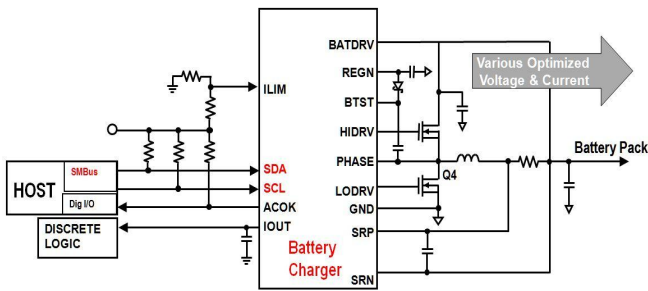 BATDRV
REGN
BTST
HIDRV
PHASE
LODRV
GND
SRP
SRN
ILIM
SDA
SCL
ACOK
IOUT
Battery
Charger
Various Optimized
Voltage & Current
Battery Pack
Q4
HOST
SMBus
Dig I/O
DISCRETE
LOGIC